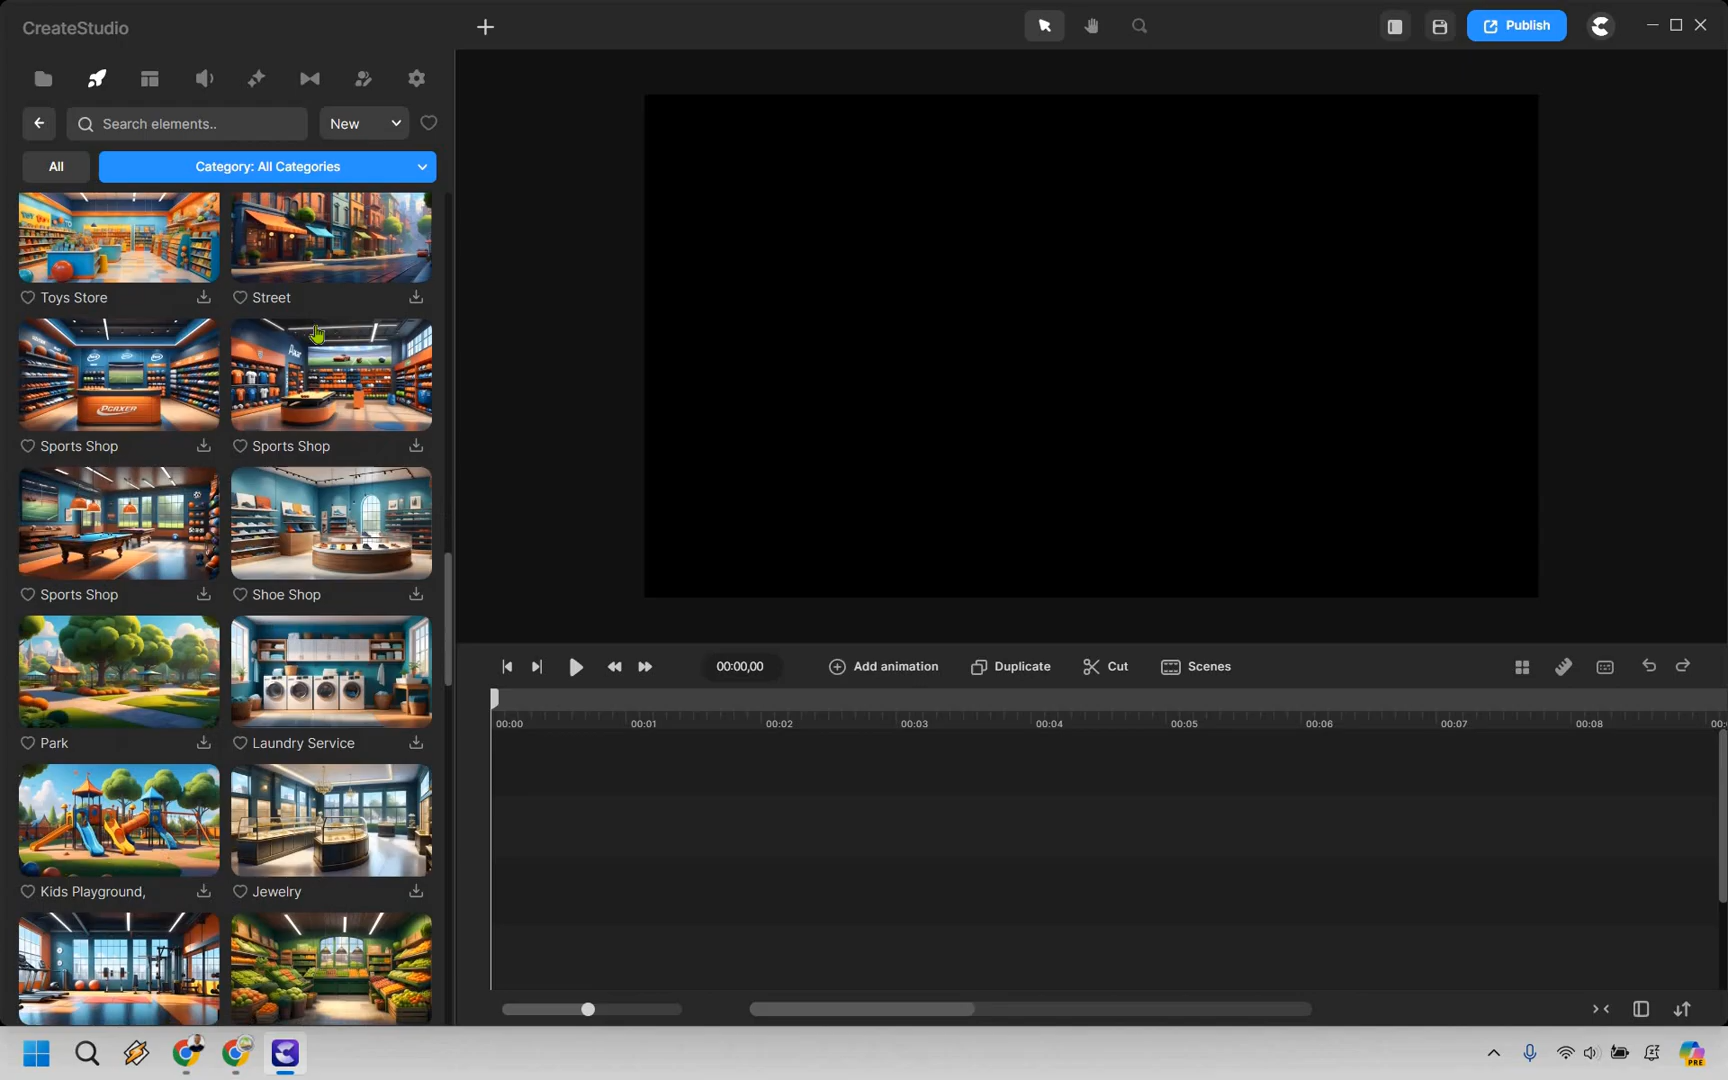 CreateStudio
Publish
Search elements..
New
All
Category: All Categories
Toys Store
Street
Sports Shop
Sports Shop
Sports Shop
Shoe Shop
Park
Laundry Service
Kids Playground,
Jewelry
00:00,00
Add animation
Duplicate
Cut
Scenes
00:00
00:01
00:02
00:03
00:04
00:05
00:06
00:07
00:08
PRE